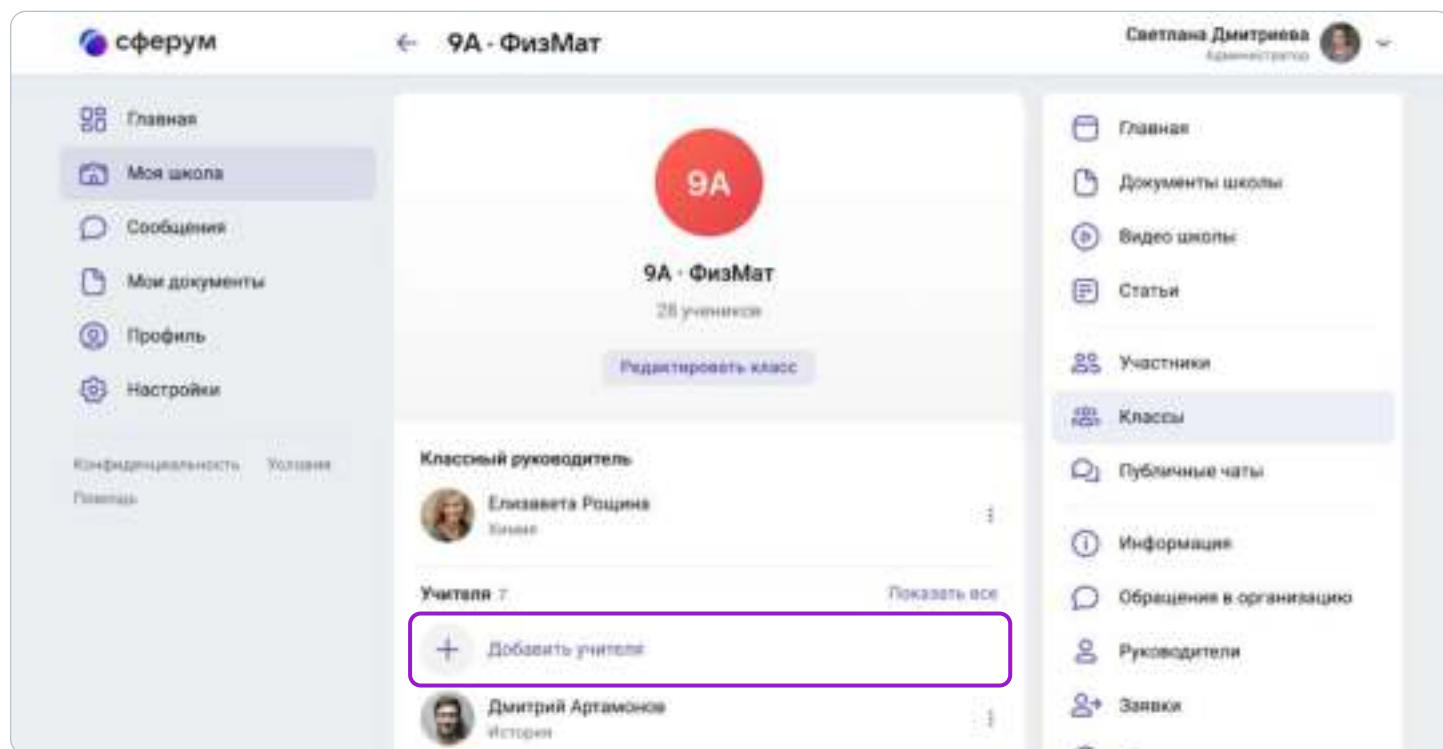 сферум
← 9А · ФизМат
Светлана Дмитриева
Администратор
Главная
Моя школа
Сообщения
Мои документы
Профиль
Настройки
Конфиденциальность Условия
Помощь
9А
9А · ФизМат
28 учеников
Редактировать класс
Классный руководитель
Елизавета Рощина
Химия
Учителя 7 Показать все
Добавить учителя
Дмитрий Артамонов
История
Главная
Документы школы
Видео школы
Статьи
Участники
Классы
Публичные чаты
Информация
Обращения в организацию
Руководители
Заявки